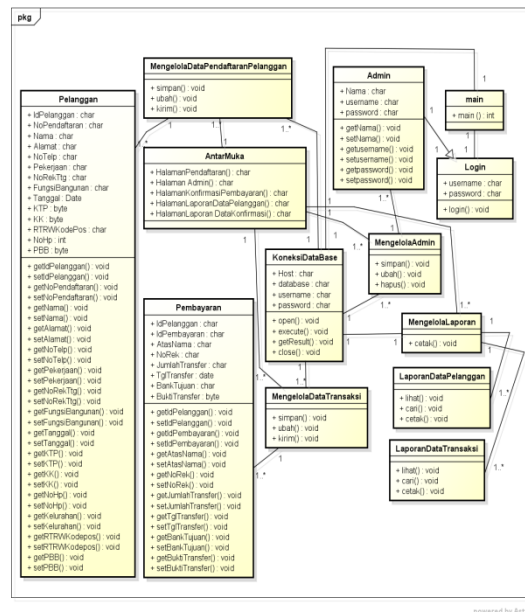 pkg
MengelolaDataPendaftaranPelanggan
+ simpan() : void
+ ubah() : void
+ kirim() : void
Pelanggan
+ IdPelanggan : char
+ NoPendaftaran : char
+ Nama : char
+ Alamat : char
+ NoTelp : char
+ Pekerjaan : char
+ NoRekTtg : char
+ FungsiBangunan : char
+ Tanggal : Date
+ KTP : byte
+ KK : byte
+ RTRWKodePos : char
+ NoHp : int
+ PBB : byte
+ getIdPelanggan() : void
+ setIdPelanggan() : void
+ getNoPendaftaran() : void
+ setNoPendaftaran() : void
+ getNama() : void
+ setNama() : void
+ getAlamat() : void
+ setAlamat() : void
+ getNoTelp() : void
+ setNoTelp() : void
+ getPekerjaan() : void
+ setPekerjaan() : void
+ getNoRekTtg() : void
+ setNoRekTtg() : void
+ getFungsiBangunan() : void
+ setFungsiBangunan() : void
+ getTanggal() : void
+ setTanggal() : void
+ getKTP() : void
+ setKTP() : void
+ getKK() : void
+ setKK() : void
+ getNoHp() : void
+ setNoHp() : void
+ setKelurahan() : void
+ getKelurahan() : void
+ getRTRWKodepos() : void
+ setRTRWKodepos() : void
+ getPBB() : void
+ setPBB() : void
AntarMuka
+ HalamanPendaftaran() : char
+ Halaman Admin() : char
+ HalamanKonfirmasiPembayaran() : char
+ HalamanLaporanDataPelanggan() : char
+ HalamanLaporan DataKonfirmasi() : char
Pembayaran
+ IdPelanggan : char
+ IdPembayaran : char
+ AtasNama : char
+ NoRek : char
+ JumlahTransfer : char
+ TglTransfer : date
+ BankTujuan : char
+ BuktiTransfer : byte
+ getIdPelanggan() : void
+ setIdPelanggan() : void
+ getIdPembayaran() : void
+ setIdPembayaran() : void
+ getAtasNama() : void
+ setAtasNama() : void
+ getNoRek() : void
+ setNoRek() : void
+ getJumlahTransfer() : void
+ setJumlahTransfer() : void
+ getTglTransfer() : void
+ setTglTransfer() : void
+ getBankTujuan() : void
+ setBankTujuan() : void
+ getBuktiTransfer() : void
+ setBuktiTransfer() : void
Admin
+ Nama : char
+ username : char
+ password : char
+ getNama() : void
+ setNama() : void
+ getusername() : void
+ setusername() : void
+ getpassword() : void
+ setpassword() : void
main
+ main () : int
Login
+ username : char
+ password : char
+ login() : void
KoneksiDataBase
+ Host : char
+ database : char
+ username : char
+ password : char
+ open() : void
+ execute() : void
+ getResult() : void
+ close() : void
MengelolaAdmin
+ simpan() : void
+ ubah() : void
+ hapus() : void
MengelolaLaporan
+ cetak() : void
MengelolaDataTransaksi
+ simpan() : void
+ ubah() : void
+ kirim() : void
LaporanDataPelanggan
+ lihat() : void
+ cari() : void
+ cetak() : void
LaporanDataTransaksi
+ lihat() : void
+ cari() : void
+ cetak() : void